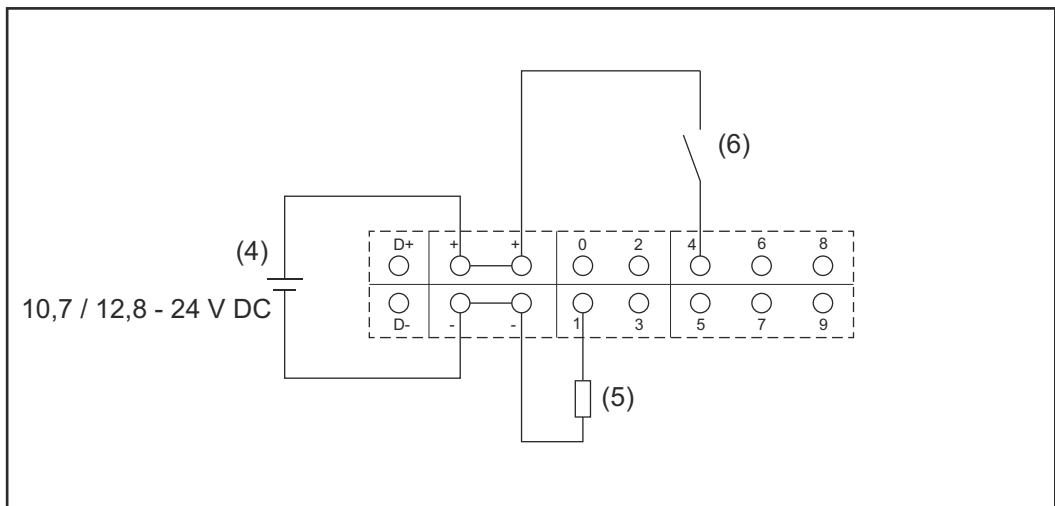 (6)
(4)
10,7 / 12,8 - 24 V DC
D+ + + 0 2 4 6 8
D- - - 1 3 5 7 9
(5)